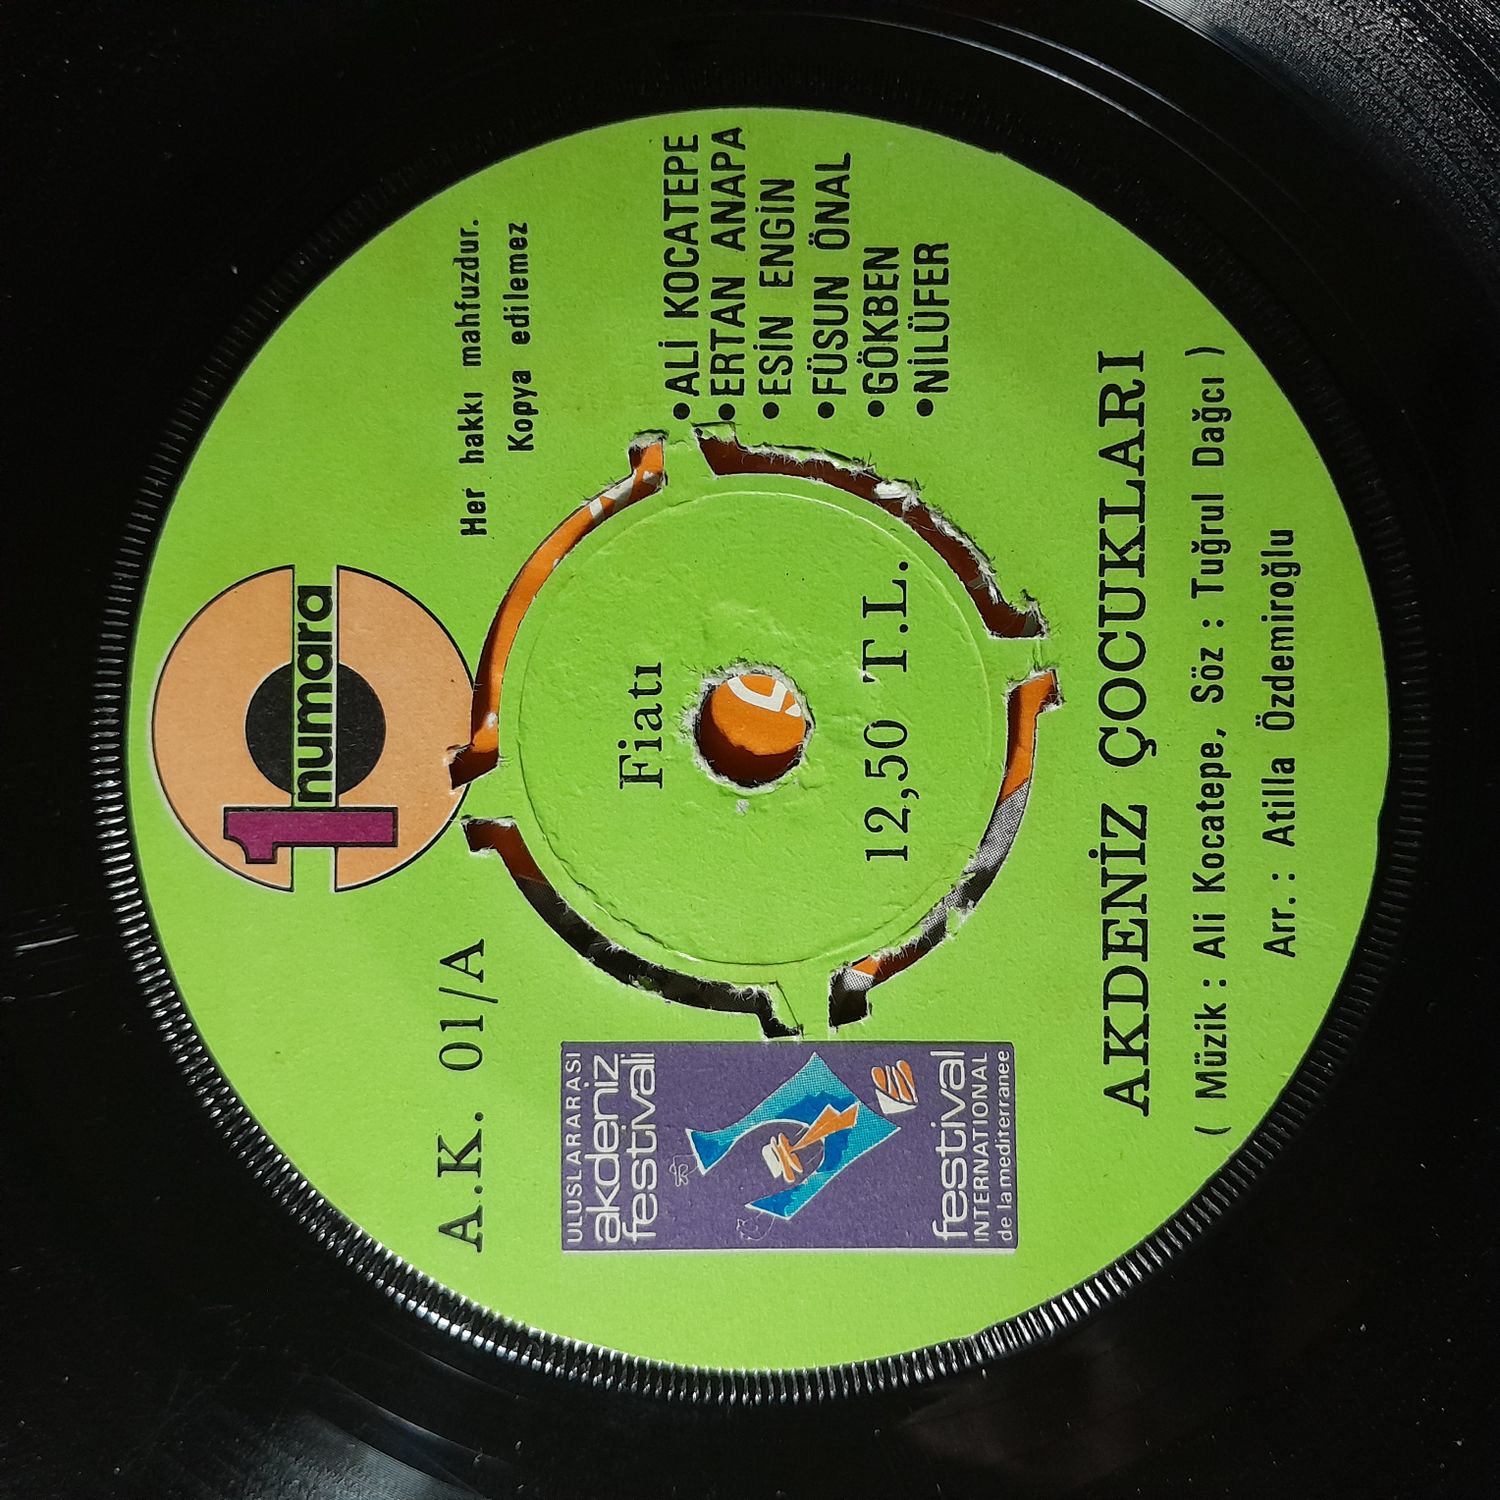 1 numara
Her hakkı mahfuzdur.
Kopya edilemez
A.K. 01/A
ULUSLARARASI
akdeniz
festivali
festival
INTERNATIONAL
de la mediterranee
Fiatı
12,50 T.L.
•ALİ KOCATEPE
•ERTAN ANAPA
•ESİN ENGİN
•FÜSUN ÖNAL
•GÖKBEN
•NİLÜFER
AKDENİZ ÇOCUKLARI
( Müzik : Ali Kocatepe, Söz : Tuğrul Dağcı )
Arr. : Atilla Özdemiroğlu